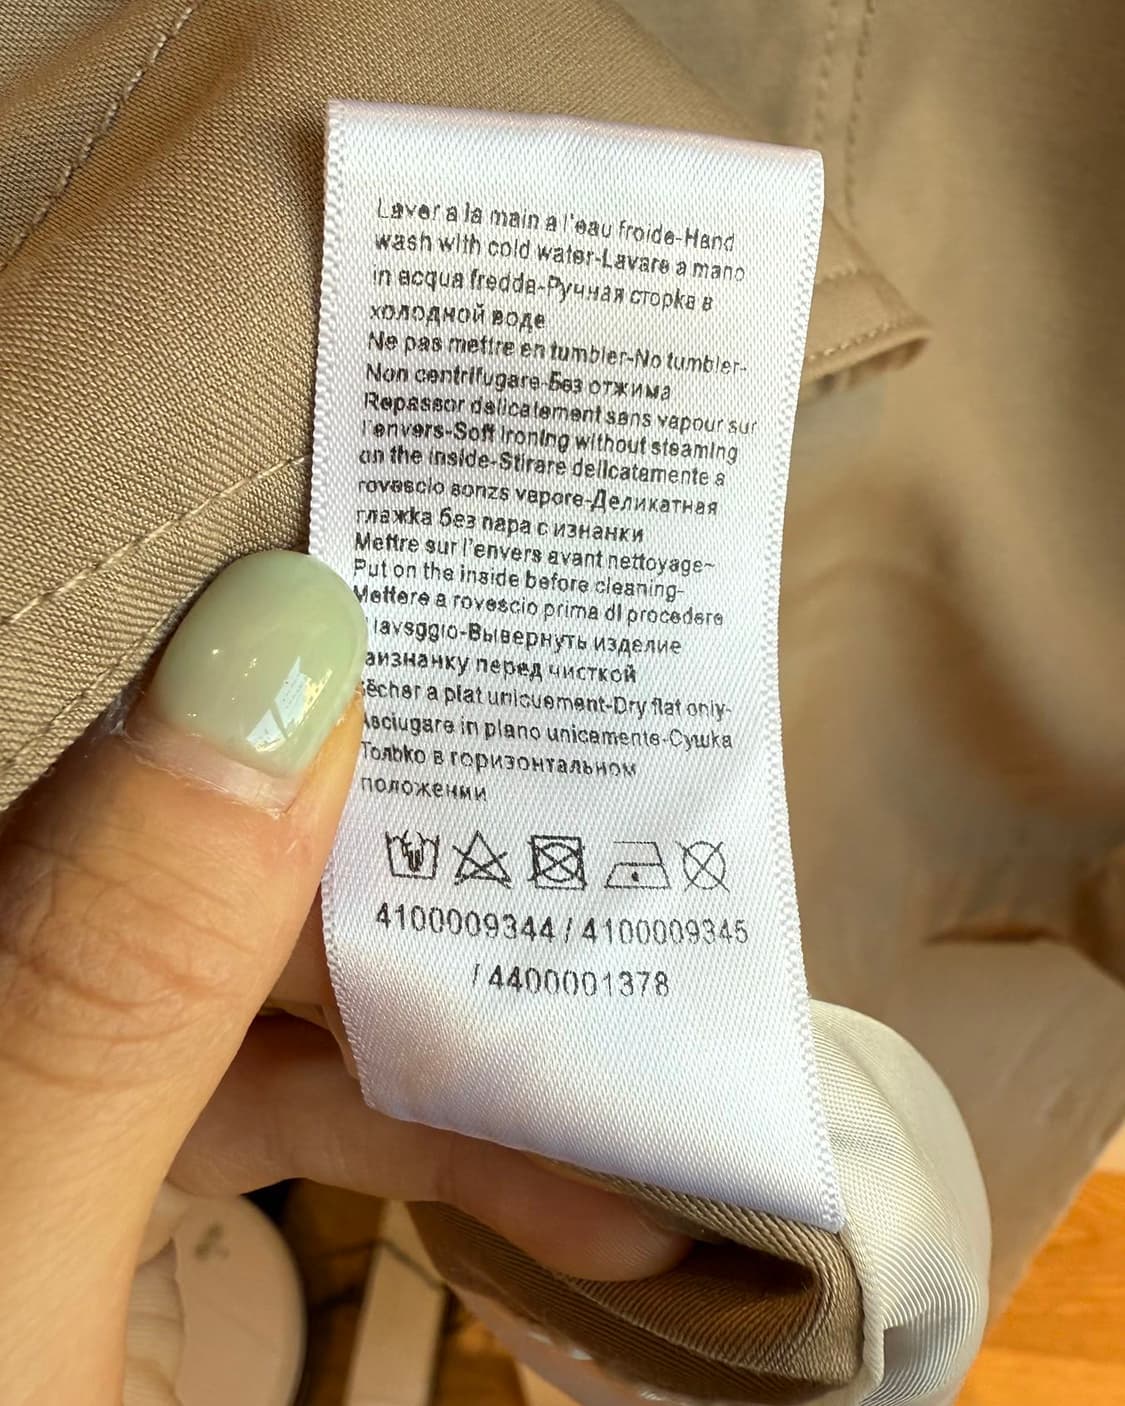 Laver a la main a l'eau froide-Hand
wash with cold water-Lavare a mano
in acqua fredda-Ручная сторка в
холодной воде
Ne pas mettre en tumbler-No tumbler-
Non centrifugare-Без отжима
Repasser delicatement sans vapour sur
l'envers-Soft ironing without steaming
on the inside-Stirare delicatamente a
rovescio sonzs vapore-Деликатная
глажка без пара с изнанки
Mettre sur l'envers avant nettoyage-
Put on the inside before cleaning-
Mettere a rovescio prima di procedere
lavsggio-Вывернуть изделие
аизнанку перед чисткой
Sêcher a plat uniquement-Dry flat only-
Asciugare in plano unicamente-Сушка
Только в горизонтальном
положении
4100009344 / 4100009345
/ 4400001378